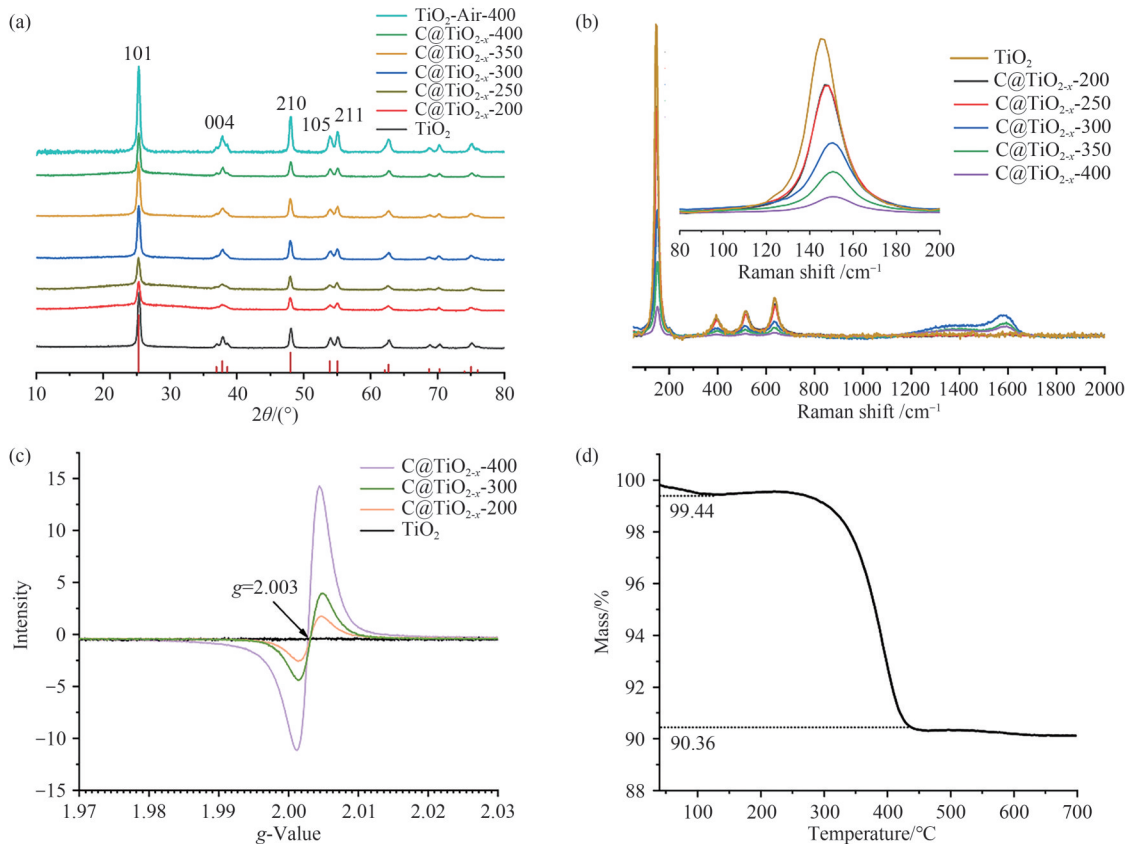 (a)
TiO₂-Air-400
C@TiO₂₋ₓ-400
C@TiO₂₋ₓ-350
C@TiO₂₋ₓ-300
C@TiO₂₋ₓ-250
C@TiO₂₋ₓ-200
TiO₂
101
004
210
105
211
10 20 30 40 50 60 70 80
2θ/(°)
(b)
TiO₂
C@TiO₂₋ₓ-200
C@TiO₂₋ₓ-250
C@TiO₂₋ₓ-300
C@TiO₂₋ₓ-350
C@TiO₂₋ₓ-400
80 100 120 140 160 180 200
Raman shift /cm⁻¹
200 400 600 800 1000 1200 1400 1600 1800 2000
Raman shift /cm⁻¹
(c)
C@TiO₂₋ₓ-400
C@TiO₂₋ₓ-300
C@TiO₂₋ₓ-200
TiO₂
g=2.003
15
10
5
0
−5
−10
−15
Intensity
1.97 1.98 1.99 2.00 2.01 2.02 2.03
g-Value
(d)
100
98
96
94
92
90
88
Mass/%
99.44
90.36
100 200 300 400 500 600 700
Temperature/℃